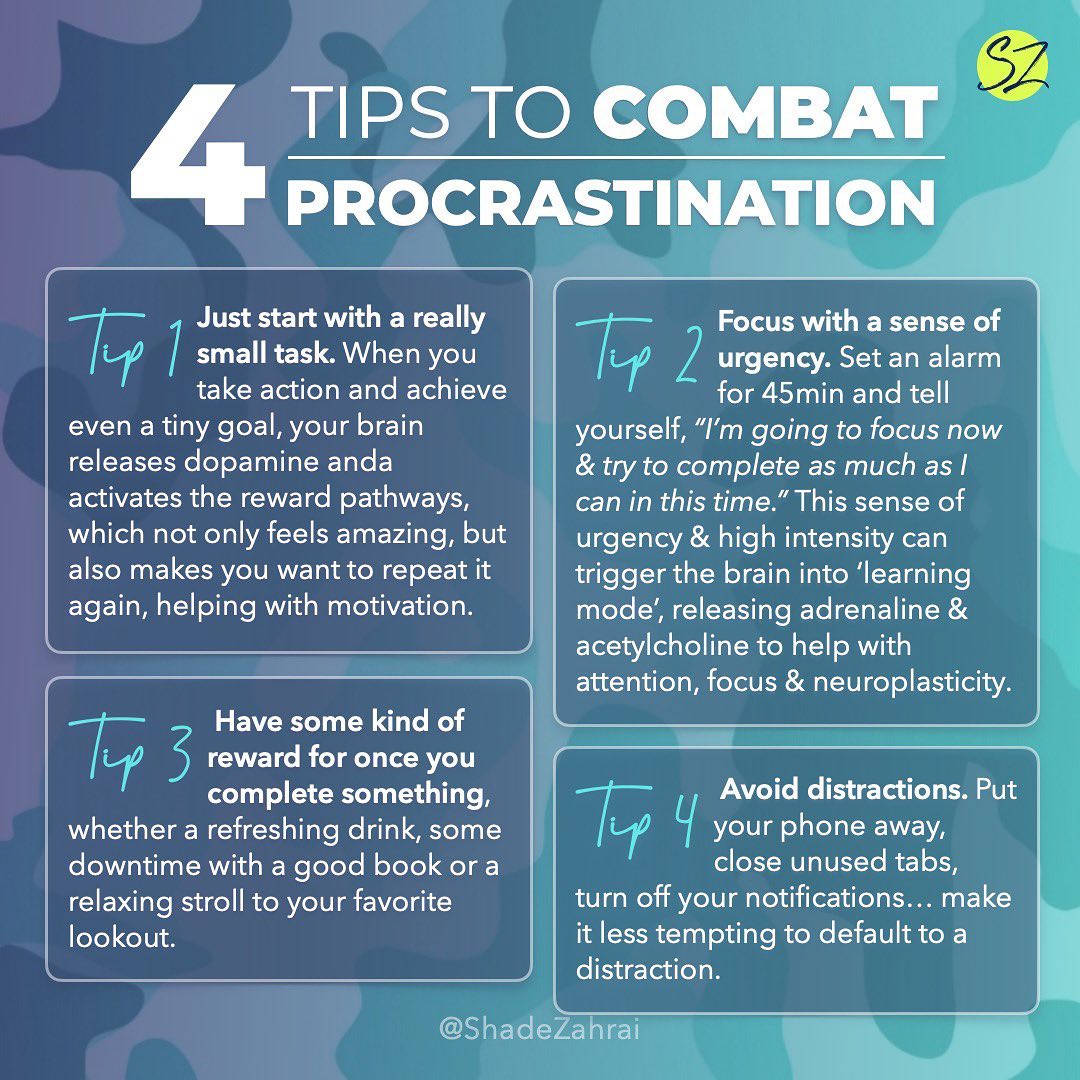 SZ
4 TIPS TO COMBAT
PROCRASTINATION
Tip 1 Just start with a really
small task. When you
take action and achieve
even a tiny goal, your brain
releases dopamine anda
activates the reward pathways,
which not only feels amazing, but
also makes you want to repeat it
again, helping with motivation.
Tip 2 Focus with a sense of
urgency. Set an alarm
for 45min and tell
yourself, “I’m going to focus now
& try to complete as much as I
can in this time.” This sense of
urgency & high intensity can
trigger the brain into ‘learning
mode’, releasing adrenaline &
acetylcholine to help with
attention, focus & neuroplasticity.
Tip 3 Have some kind of
reward for once you
complete something,
whether a refreshing drink, some
downtime with a good book or a
relaxing stroll to your favorite
lookout.
Tip 4 Avoid distractions. Put
your phone away,
close unused tabs,
turn off your notifications… make
it less tempting to default to a
distraction.
@ShadeZahrai